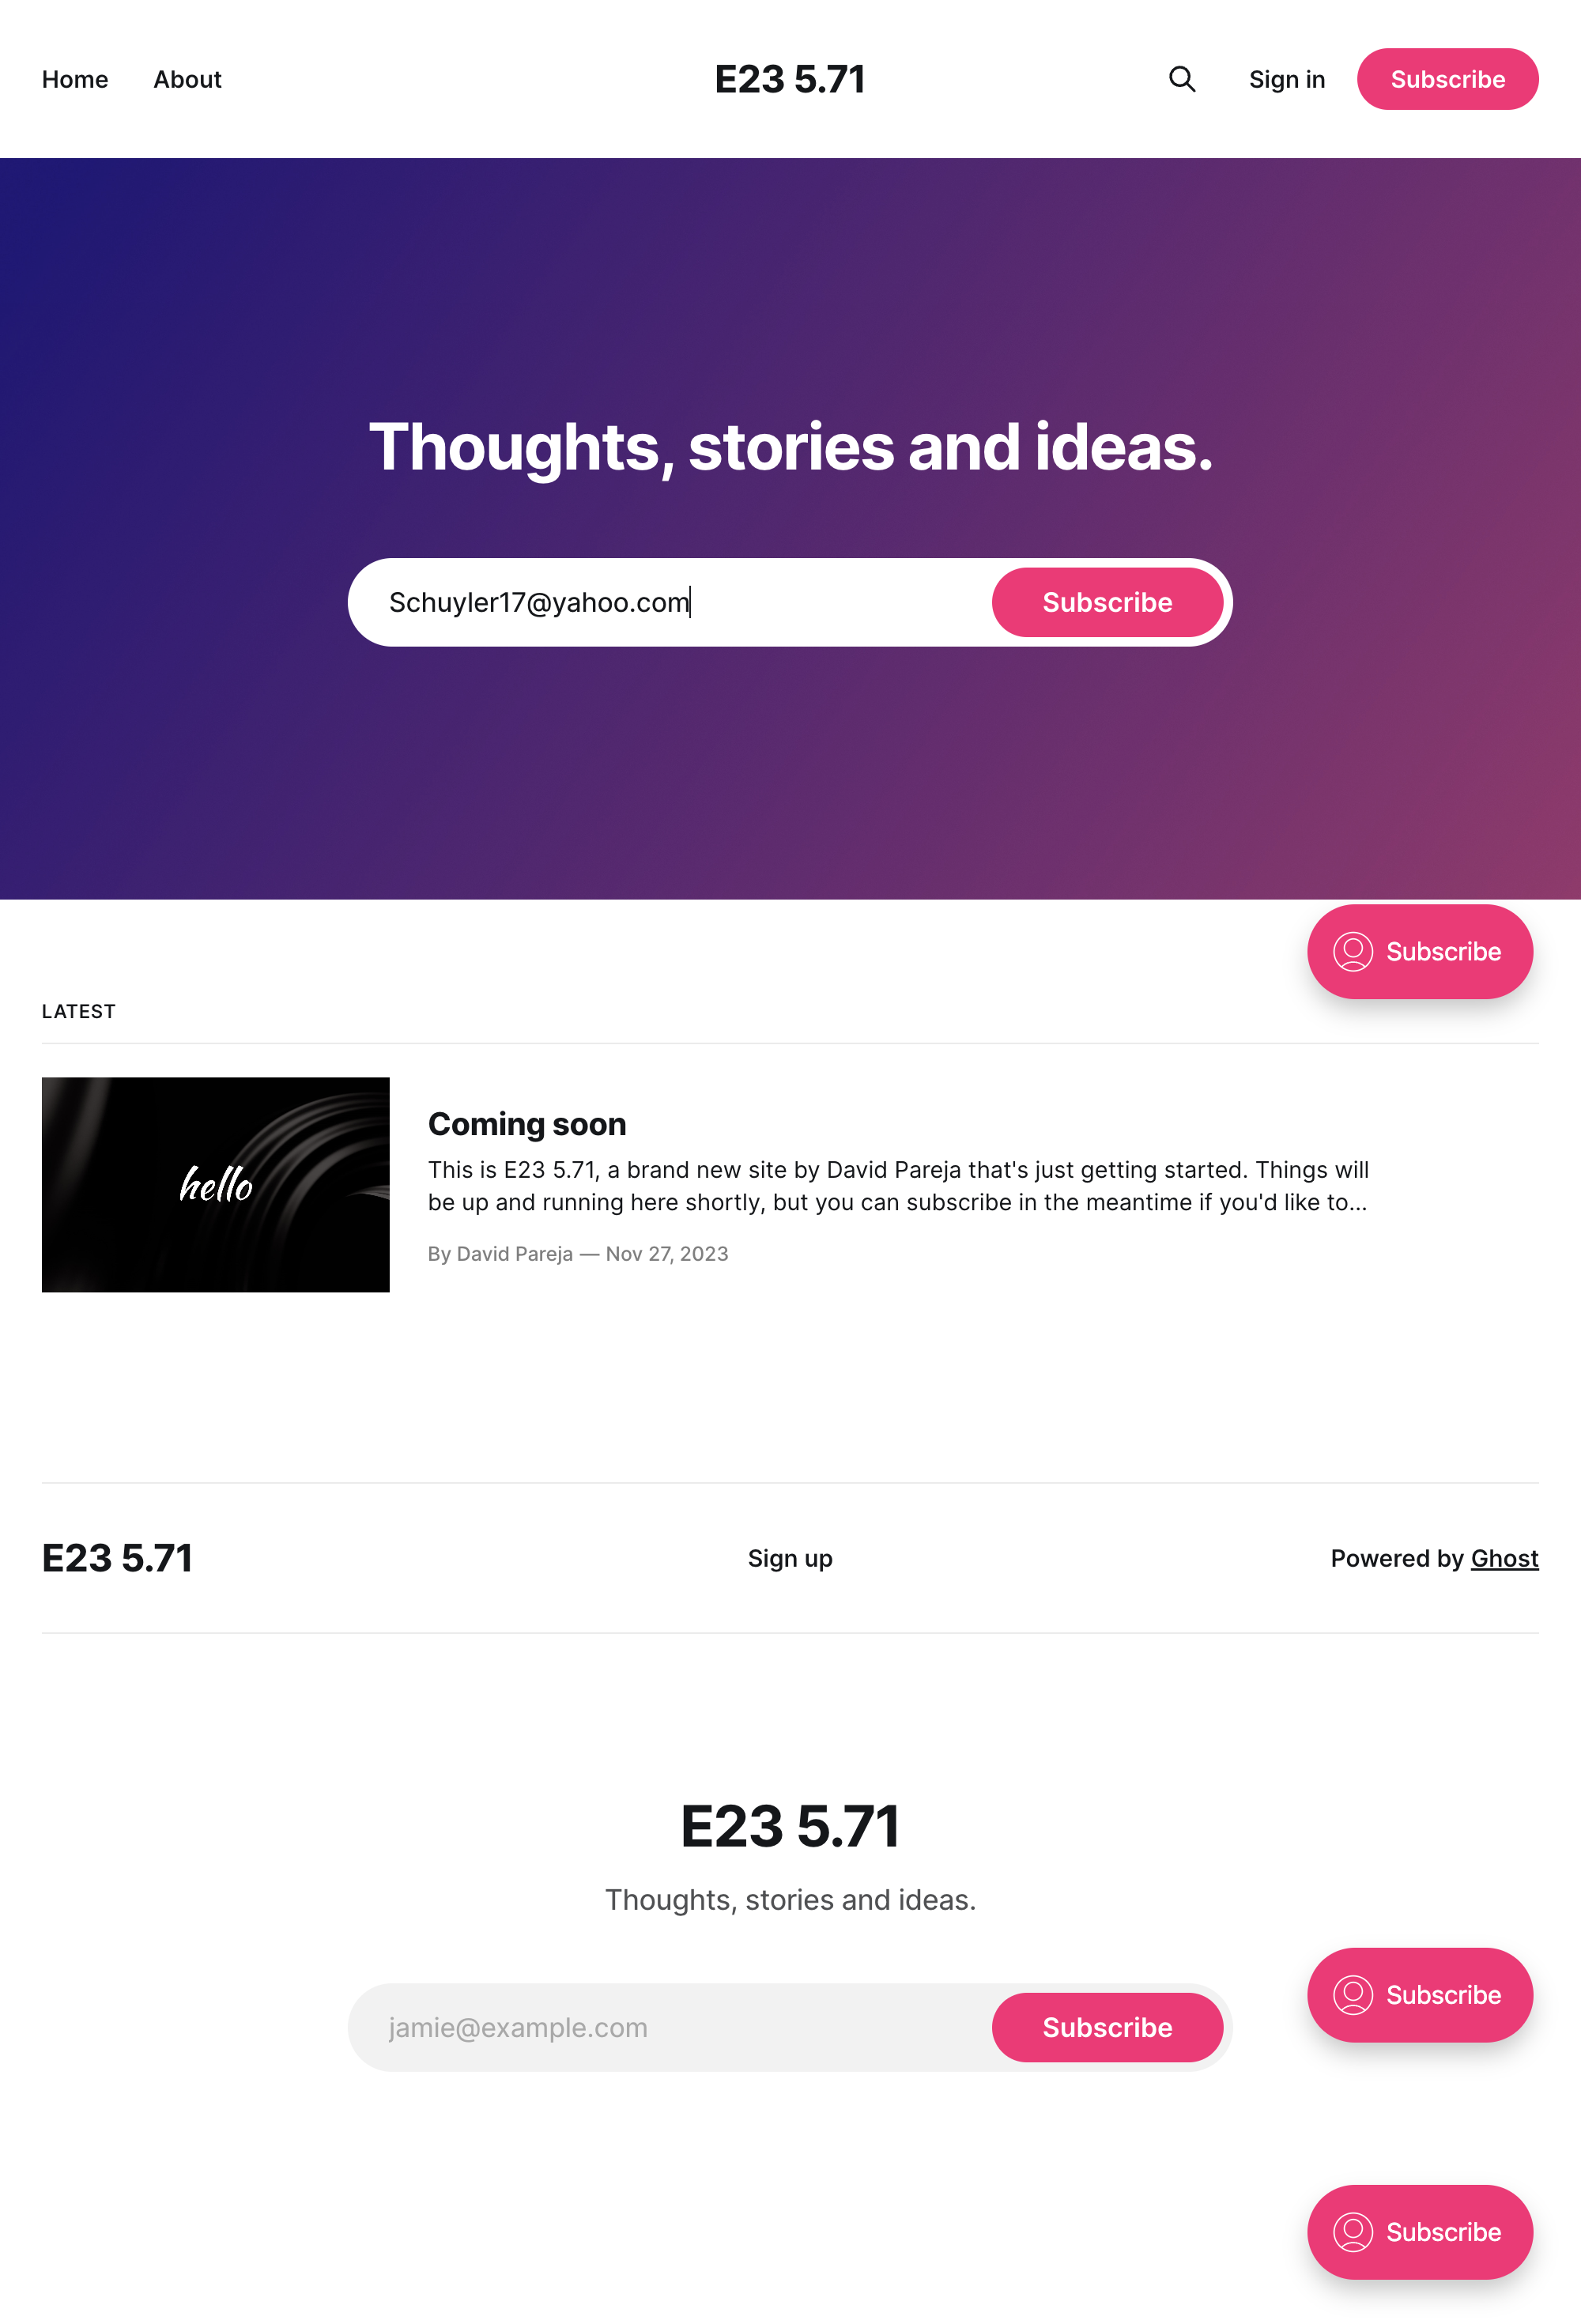 Home About E23 5.71 Sign in Subscribe
Thoughts, stories and ideas.
Schuyler17@yahoo.com Subscribe
Subscribe
LATEST
hello
Coming soon
This is E23 5.71, a brand new site by David Pareja that's just getting started. Things will
be up and running here shortly, but you can subscribe in the meantime if you'd like to...
By David Pareja — Nov 27, 2023
E23 5.71 Sign up Powered by Ghost
E23 5.71
Thoughts, stories and ideas.
Subscribe
jamie@example.com Subscribe
Subscribe